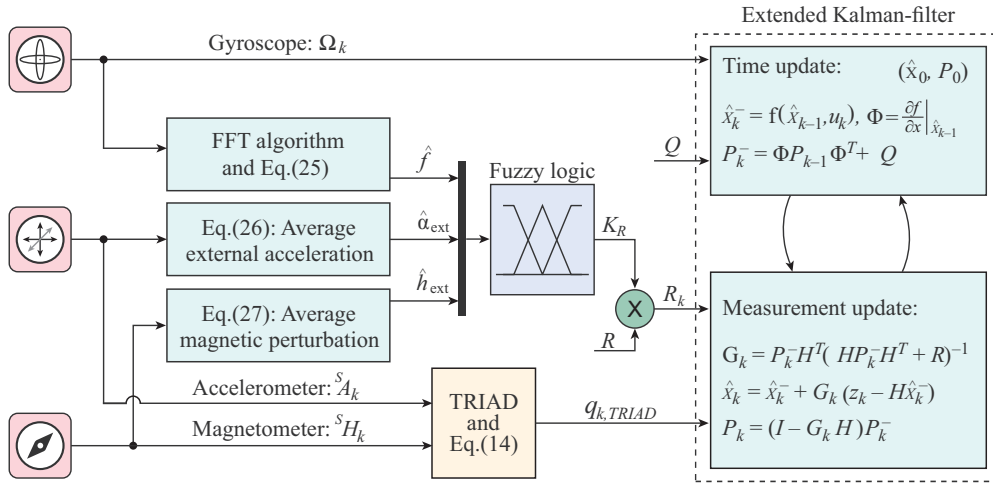 Extended Kalman-filter
Gyroscope: Ω_k
Time update: (x̂_0, P_0)
x̂_k^- = f(x̂_{k-1}, u_k), Φ = ∂f/∂x |_{x̂_{k-1}}
P_k^- = ΦP_{k-1}Φ^T + Q
Q
FFT algorithm
and Eq.(25)
f̂
Fuzzy logic
Eq.(26): Average
external acceleration
α̂_ext
K_R
ĥ_ext
Eq.(27): Average
magnetic perturbation
X
R_k
R
Measurement update:
G_k = P_k^- H^T( HP_k^- H^T + R)^{-1}
x̂_k = x̂_k^- + G_k (z_k – Hx̂_k^-)
P_k = (I – G_k H)P_k^-
Accelerometer: ^S A_k
Magnetometer: ^S H_k
TRIAD
and
Eq.(14)
q_{k,TRIAD}